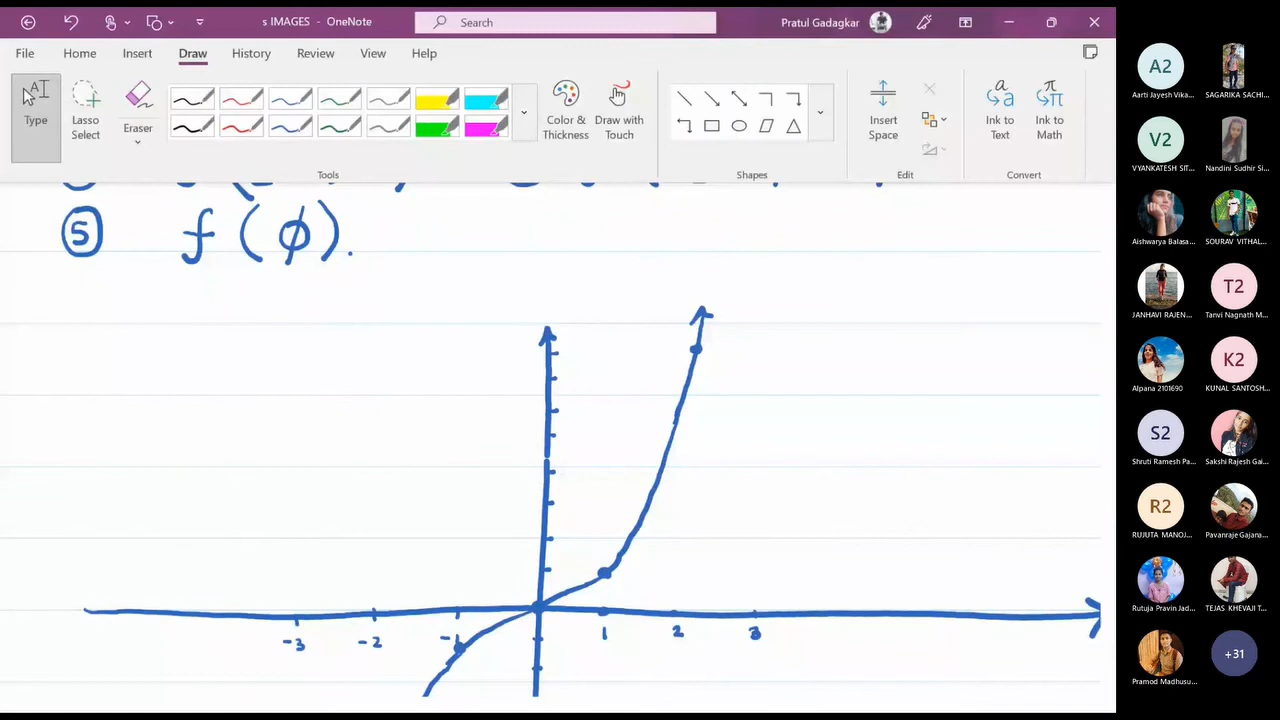 s IMAGES - OneNote
Search
Pratul Gadagkar
File Home Insert Draw History Review View Help
Type
Lasso Select
Eraser
Color & Thickness
Draw with Touch
Insert Space
Ink to Text
Ink to Math
Tools
Shapes
Edit
Convert
⑤ f(ϕ).
-3 -2 -1 1 2 3
A2
Aarti Jayesh Vika...
SAGARIKA SACHI...
V2
VYANKATESH SIT...
Nandini Sudhir Si...
Aishwarya Balasa...
SOURAV VITHAL...
JANHAVI RAJEN...
T2
Tanvi Nagnath M...
Alpana 2101690
K2
KUNAL SANTOSH...
S2
Shruti Ramesh Pa...
Sakshi Rajesh Gai...
R2
RUJUTA MANOJ...
Pavanraje Gajana...
Rutuja Pravin Jad...
TEJAS KHEVAJI T...
Pramod Madhusu...
+31